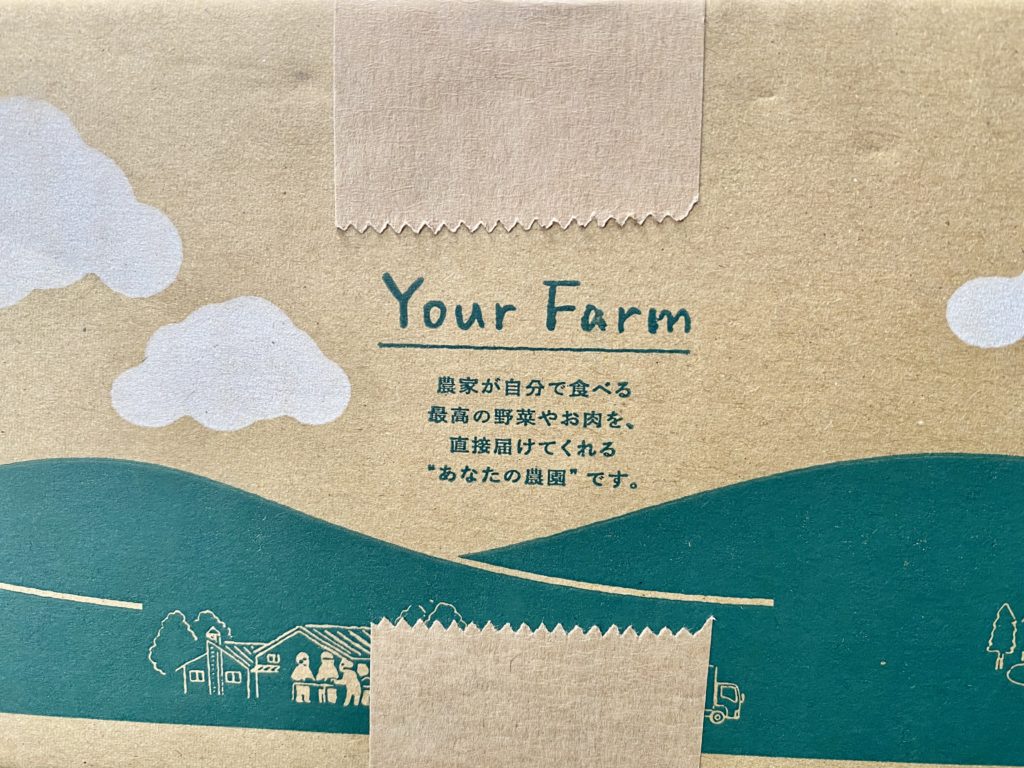 Your Farm
農家が自分で食べる
最高の野菜やお肉を、
直接届けてくれる
“あなたの農園”です。